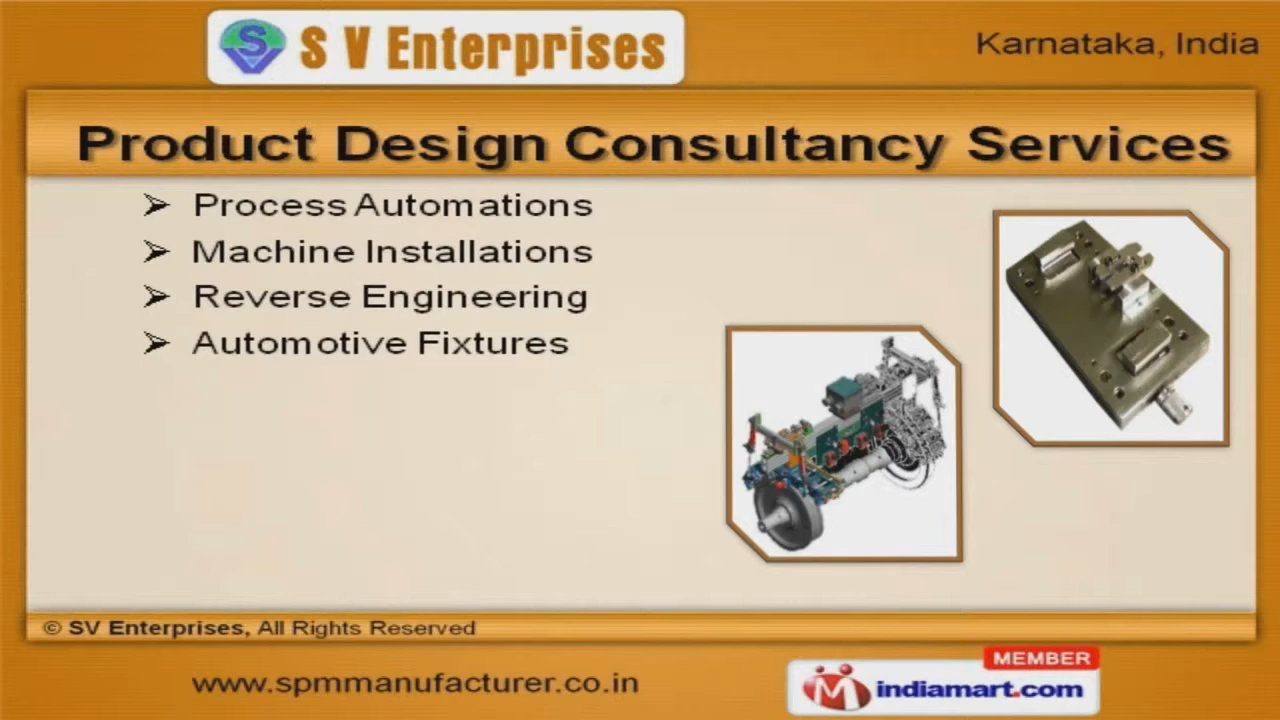 S V Enterprises
Karnataka, India
Product Design Consultancy Services
➢ Process Automations
➢ Machine Installations
➢ Reverse Engineering
➢ Automotive Fixtures
© SV Enterprises, All Rights Reserved
www.spmmanufacturer.co.in
MEMBER
indiamart.com